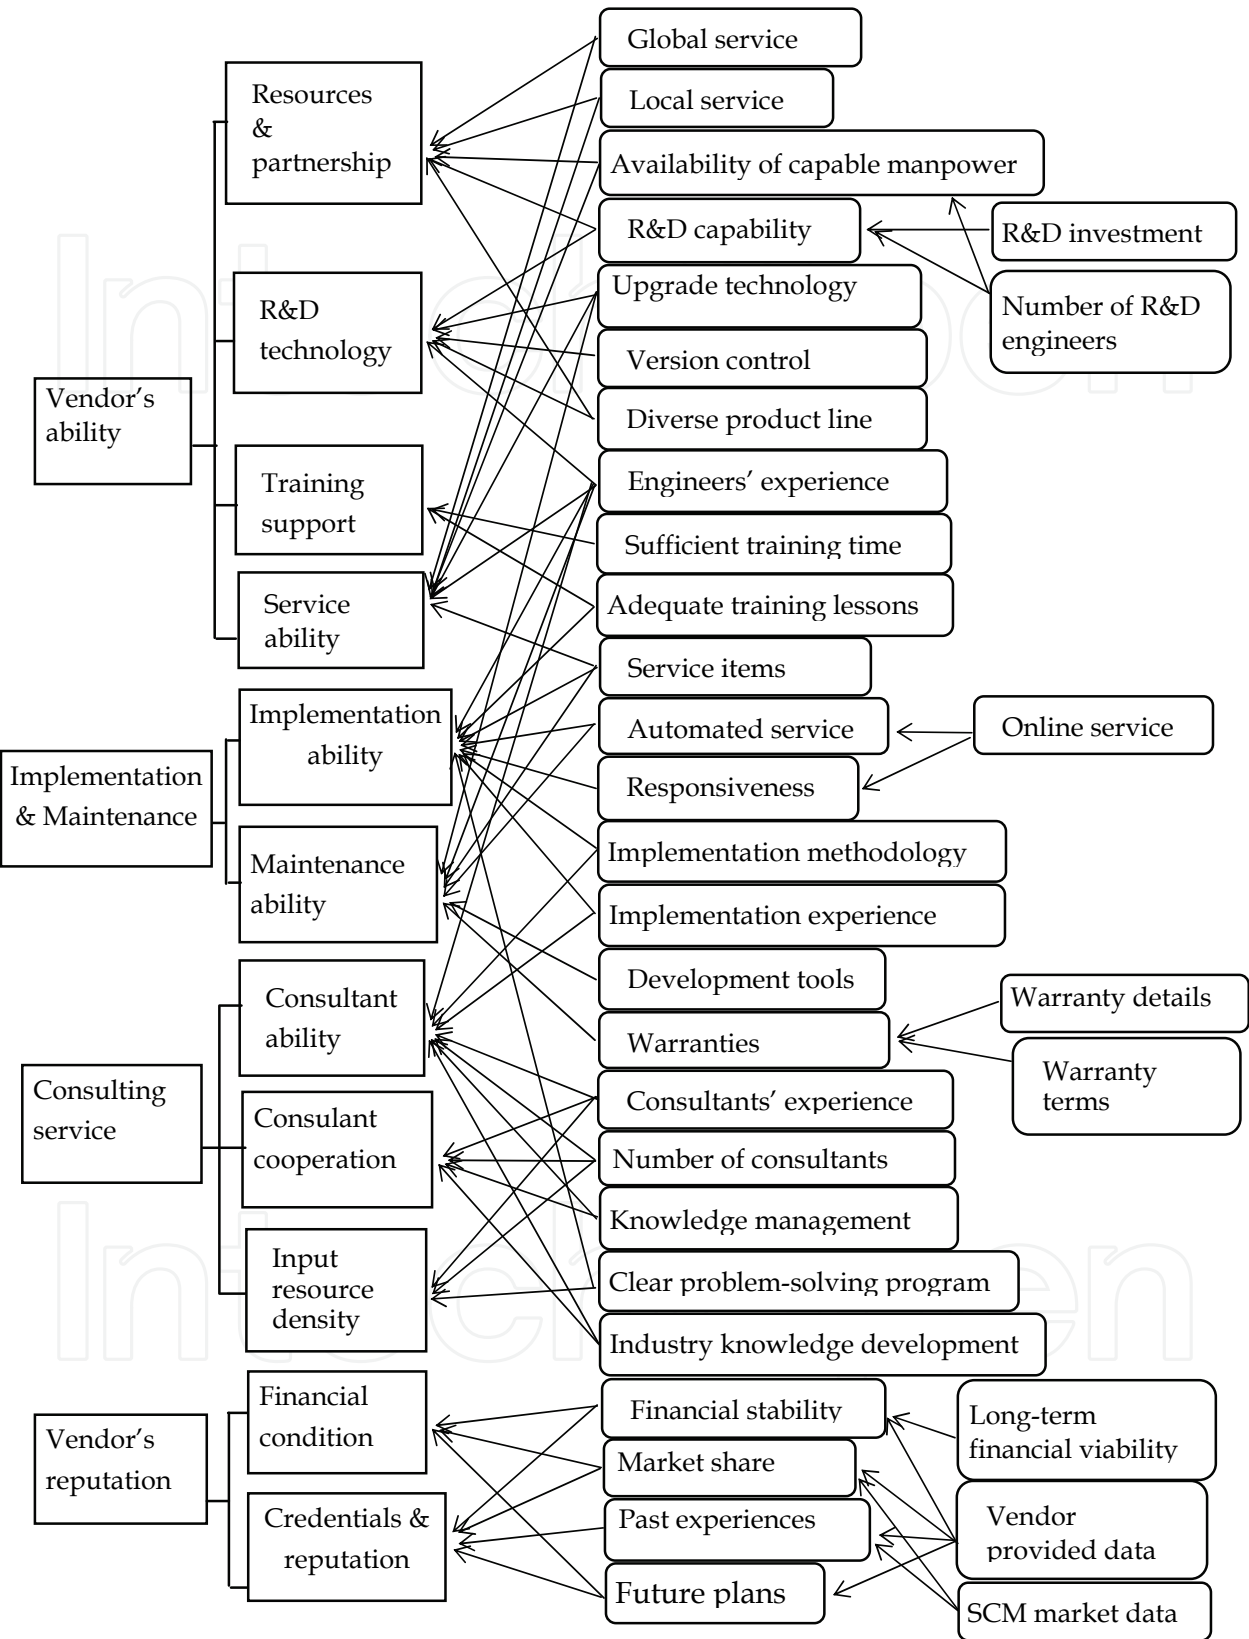 Global service
Resources
&
partnership
Local service
Availability of capable manpower
R&D capability
R&D investment
Upgrade technology
Number of R&D
engineers
R&D
technology
Version control
Vendor's
ability
Diverse product line
Training
support
Engineers' experience
Sufficient training time
Service
ability
Adequate training lessons
Service items
Implementation
ability
Automated service
Online service
Implementation
& Maintenance
Responsiveness
Maintenance
ability
Implementation methodology
Implementation experience
Development tools
Consultant
ability
Warranty details
Warranties
Warranty
terms
Consulting
service
Consultants' experience
Consulant
cooperation
Number of consultants
Knowledge management
Input
resource
density
Clear problem-solving program
Industry knowledge development
Financial
condition
Financial stability
Long-term
financial viability
Vendor's
reputation
Market share
Credentials &
reputation
Past experiences
Vendor
provided data
Future plans
SCM market data
IntechOpen
IntechOpen